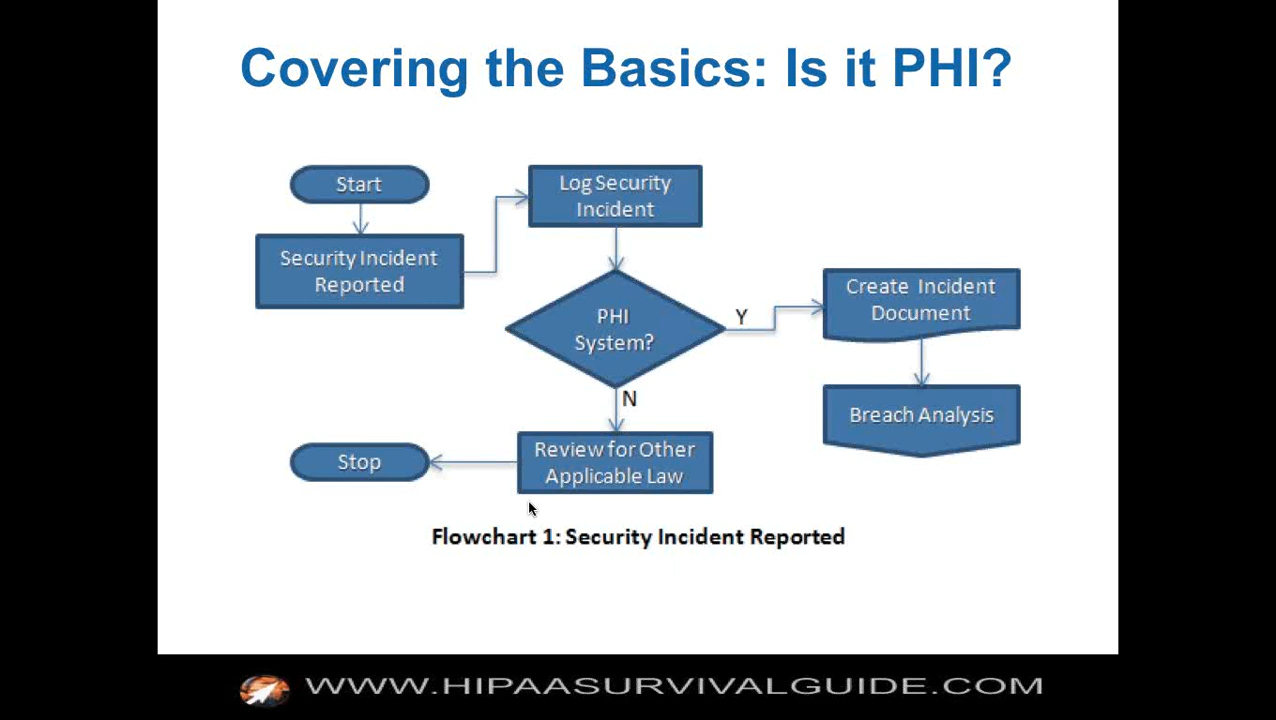 Covering the Basics: Is it PHI?
Start
Security Incident
Reported
Log Security
Incident
PHI
System?
Y
N
Create Incident
Document
Breach Analysis
Review for Other
Applicable Law
Stop
Flowchart 1: Security Incident Reported
WWW.HIPAASURVIVALGUIDE.COM